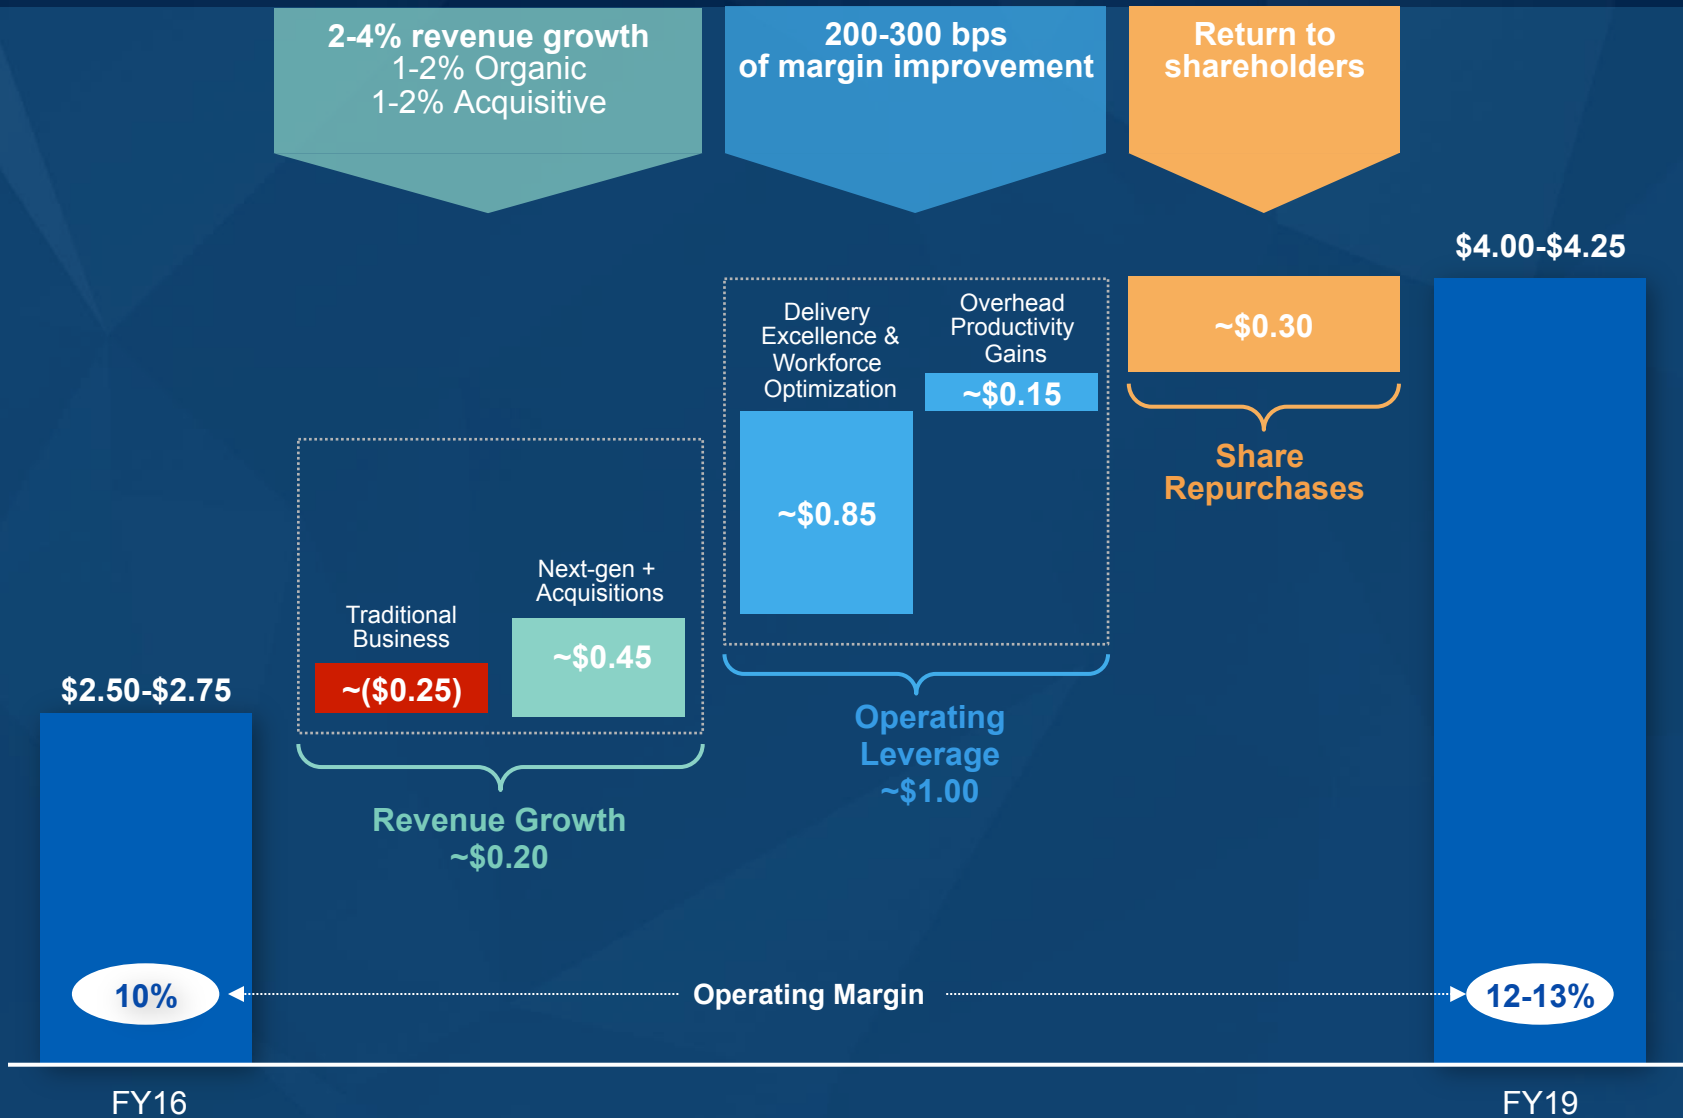 2-4% revenue growth
1-2% Organic
1-2% Acquisitive
200-300 bps
of margin improvement
Return to
shareholders
$2.50-$2.75
Traditional
Business
~($0.25)
Next-gen +
Acquisitions
~$0.45
Revenue Growth
~$0.20
Delivery
Excellence &
Workforce
Optimization
~$0.85
Overhead
Productivity
Gains
~$0.15
Operating
Leverage
~$1.00
~$0.30
Share
Repurchases
$4.00-$4.25
10%
Operating Margin
12-13%
FY16
FY19